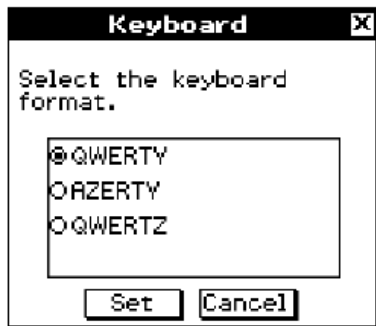 Keyboard
Select the keyboard
format.
QWERTY
AZERTY
QWERTZ
Set Cancel